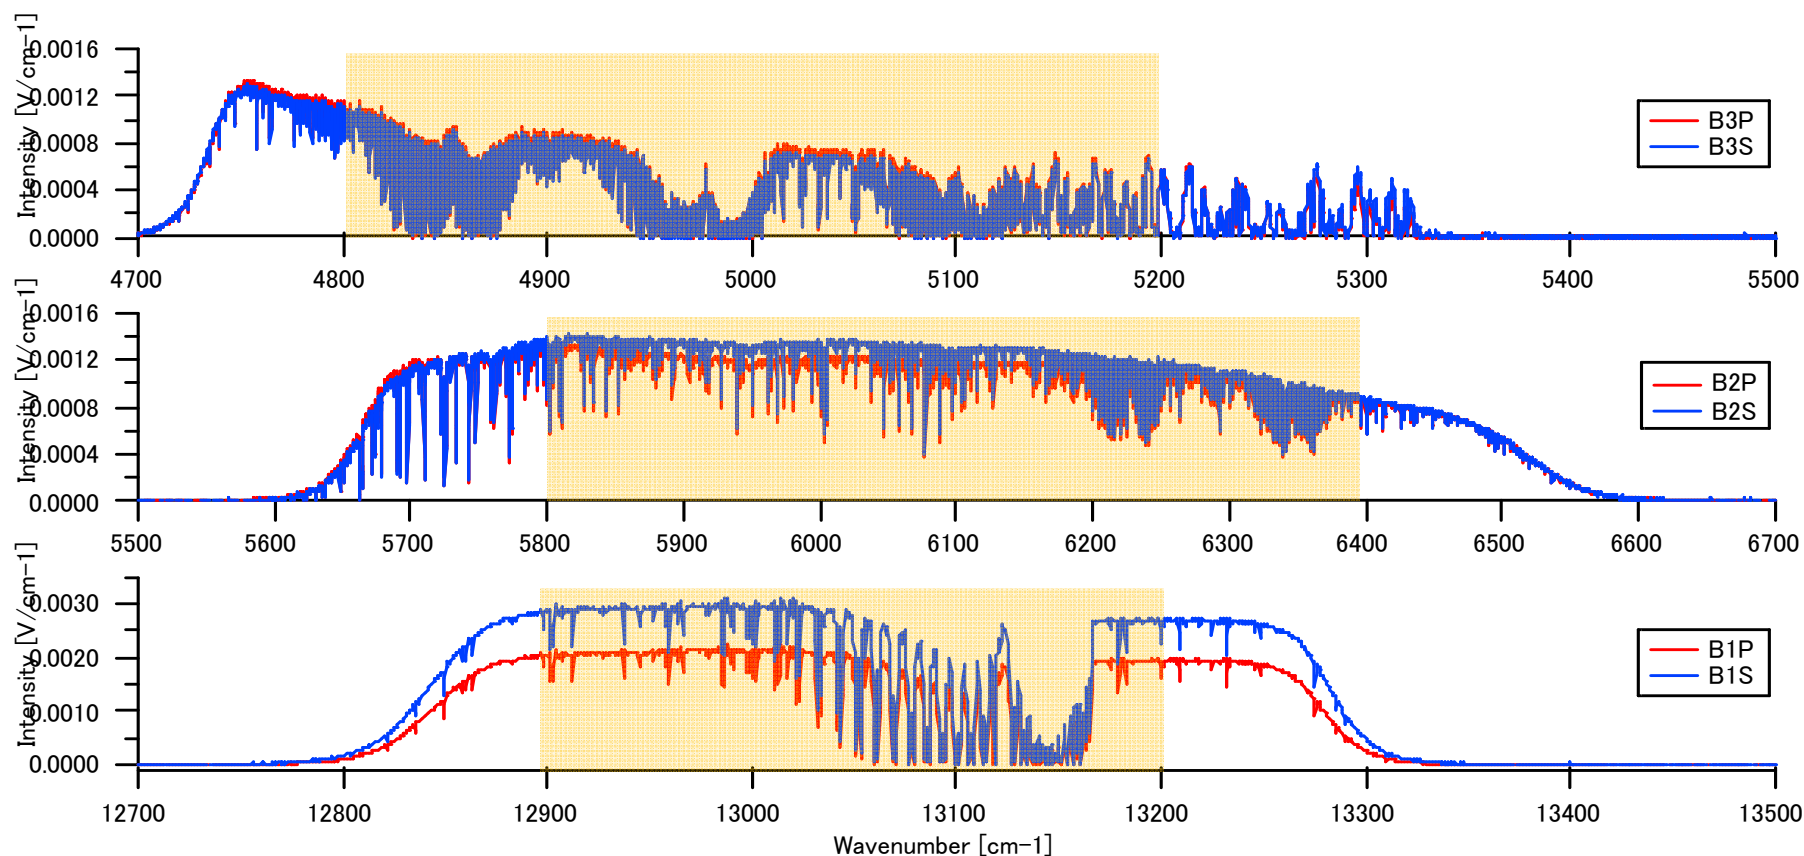 Intensity [V/cm-1]
0.0016
0.0012
0.0008
0.0004
0.0000
B3P
B3S
4700 4800 4900 5000 5100 5200 5300 5400 5500
Intensity [V/cm-1]
0.0016
0.0012
0.0008
0.0004
0.0000
B2P
B2S
5500 5600 5700 5800 5900 6000 6100 6200 6300 6400 6500 6600 6700
Intensity [V/cm-1]
0.0030
0.0020
0.0010
0.0000
B1P
B1S
12700 12800 12900 13000 13100 13200 13300 13400 13500
Wavenumber [cm-1]